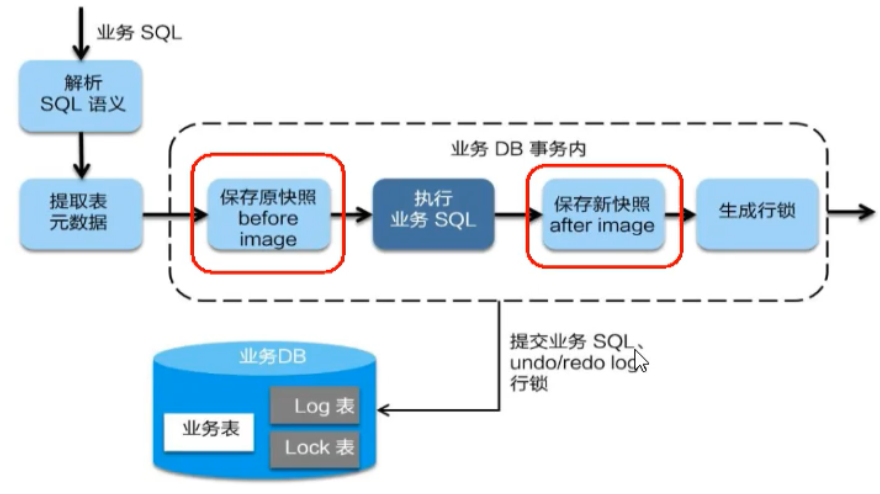 业务 SQL
解析
SQL 语义
业务 DB 事务内
提取表
元数据
保存原快照
before
image
执行
业务 SQL
保存新快照
after image
生成行锁
提交业务 SQL、
undo/redo log
行锁
业务DB
Log 表
业务表
Lock 表